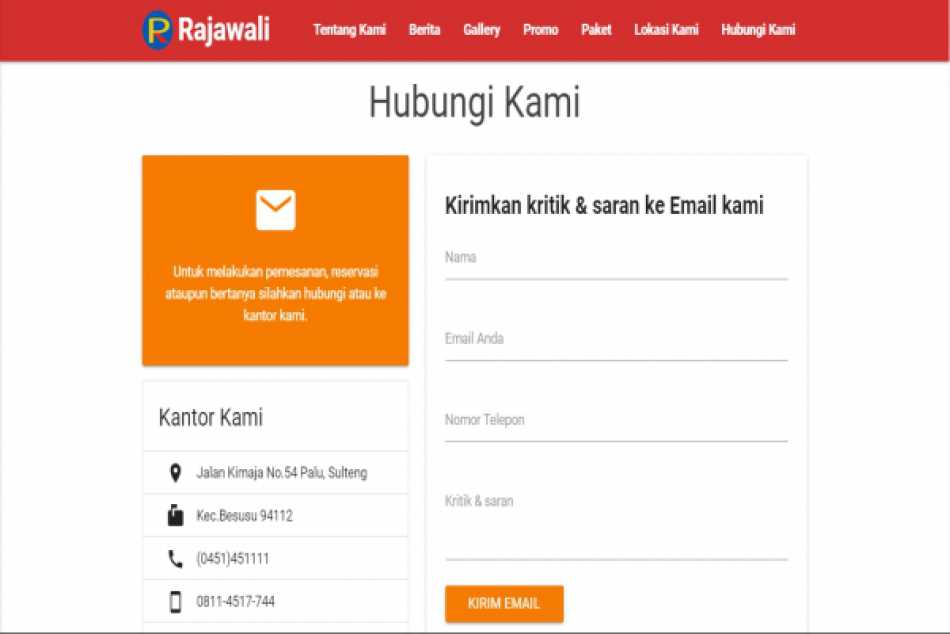 Rajawali
Tentang Kami Berita Gallery Promo Paket Lokasi Kami Hubungi Kami
Hubungi Kami
Untuk melakukan pemesanan, reservasi
ataupun bertanya silahkan hubungi atau ke
kantor kami.
Kantor Kami
Jalan Kimaja No.54 Palu, Sulteng
Kec.Besusu 94112
(0451)451111
0811-4517-744
Kirimkan kritik & saran ke Email kami
Nama
Email Anda
Nomor Telepon
Kritik & saran
KIRIM EMAIL